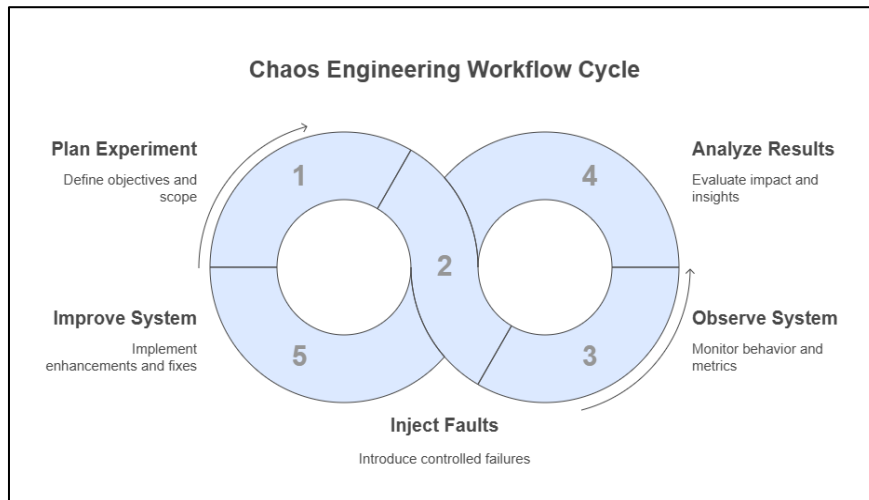 Chaos Engineering Workflow Cycle
Plan Experiment
Define objectives and
scope
1
2
4
Analyze Results
Evaluate impact and
insights
Improve System
Implement
enhancements and fixes
5
3
Observe System
Monitor behavior and
metrics
Inject Faults
Introduce controlled failures